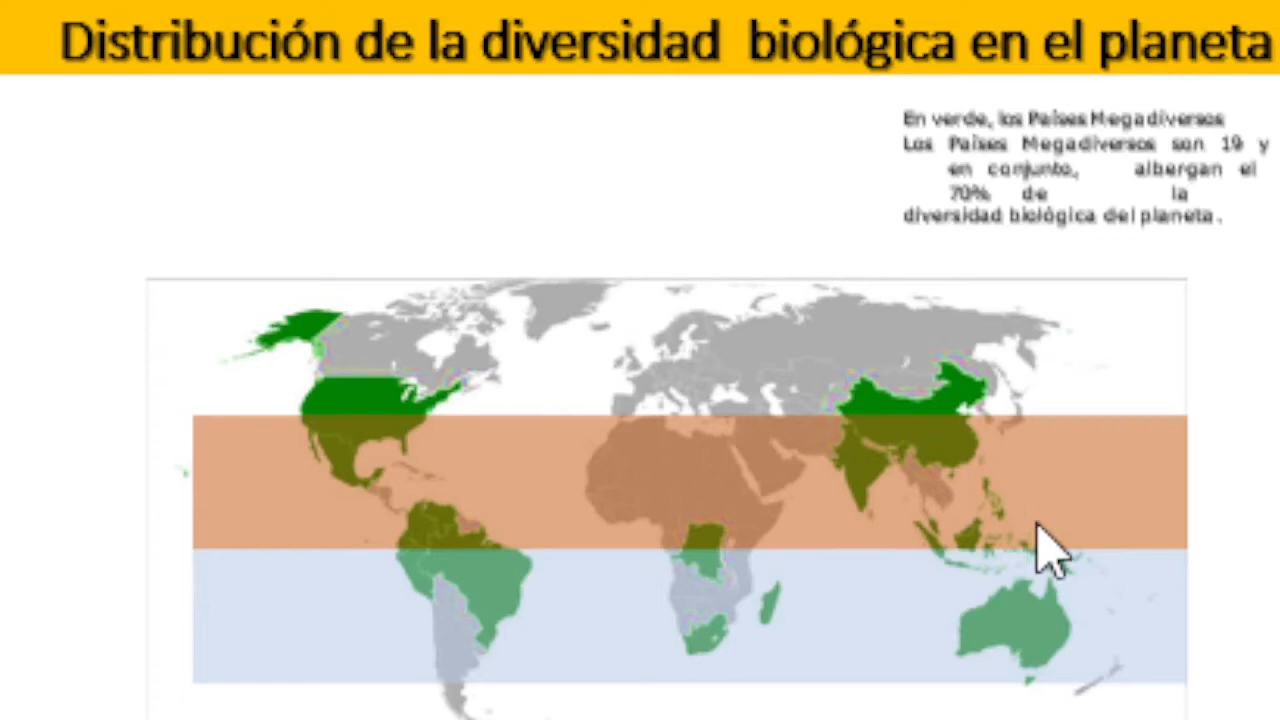 Distribución de la diversidad biológica en el planeta
En verde, los Países Megadiversos
Los Países Megadiversos son 19 y
en conjunto, albergan el
70% de la
diversidad biológica del planeta.